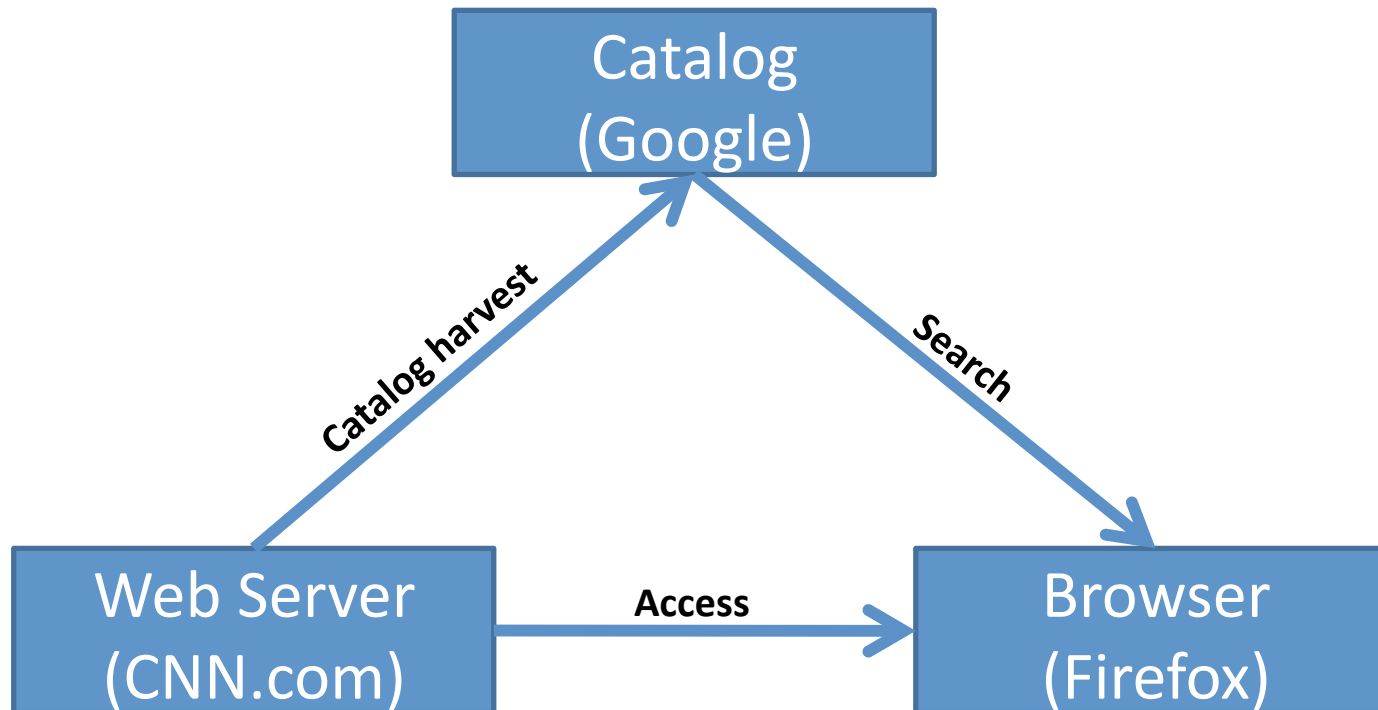 Catalog
(Google)
Catalog harvest
Search
Web Server
(CNN.com)
Access
Browser
(Firefox)